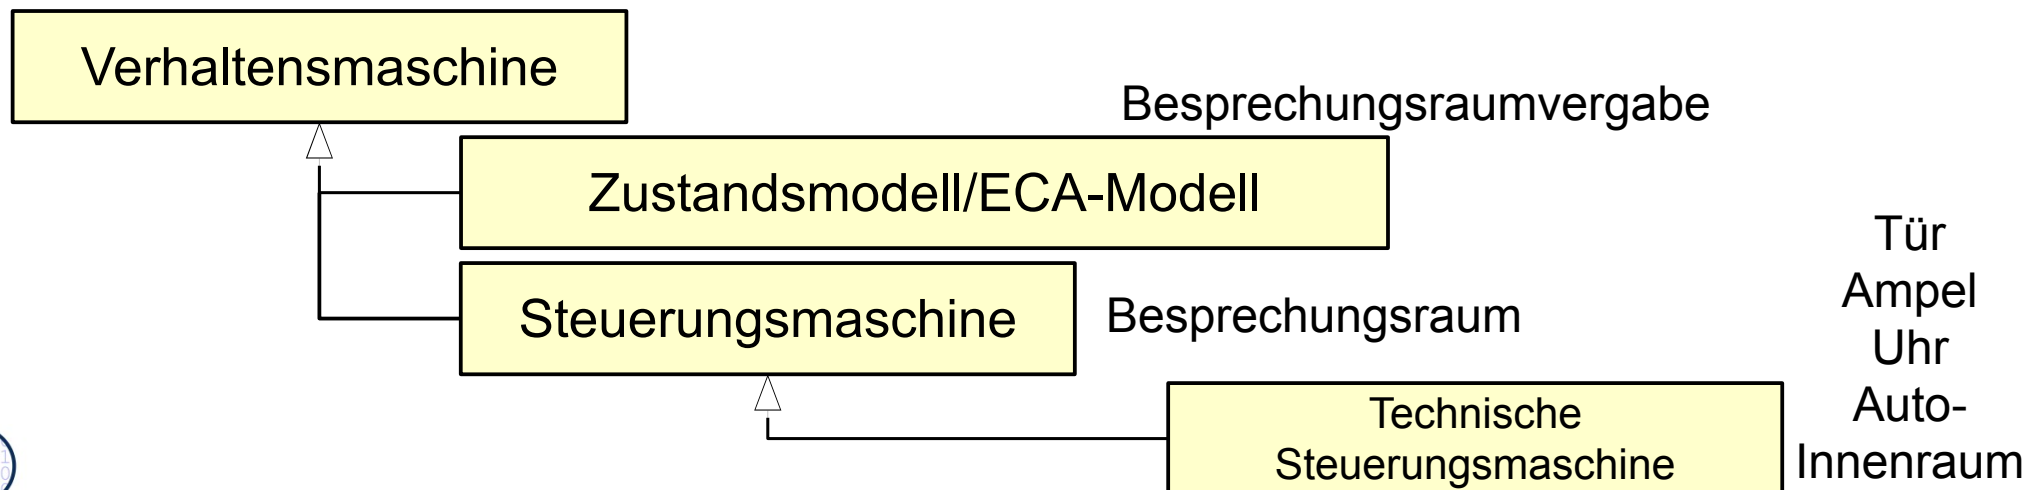 Verhaltensmaschine
Besprechungsraumvergabe
Zustandsmodell/ECA-Modell
Steuerungsmaschine
Besprechungsraum
Technische
Steuerungsmaschine
Tür
Ampel
Uhr
Auto-
Innenraum